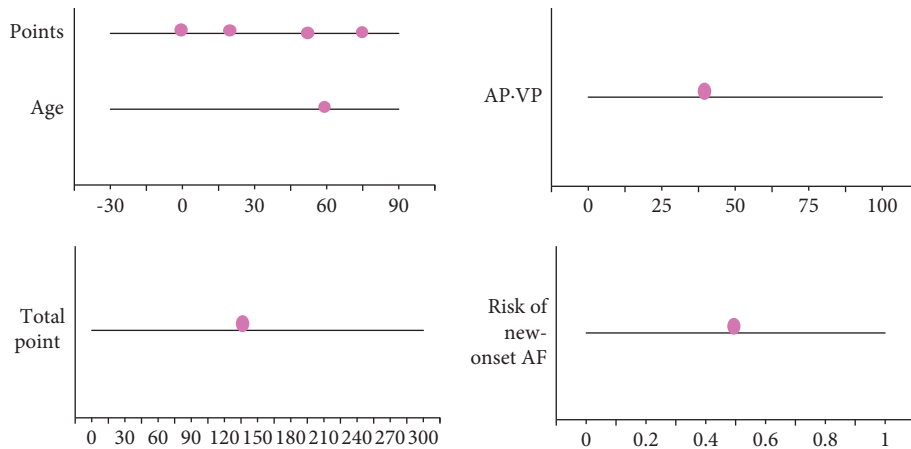 Points
Age
-30 0 30 60 90
AP·VP
0 25 50 75 100
Total
point
0 30 60 90 120 150 180 210 240 270 300
Risk of
new-
onset AF
0 0.2 0.4 0.6 0.8 1